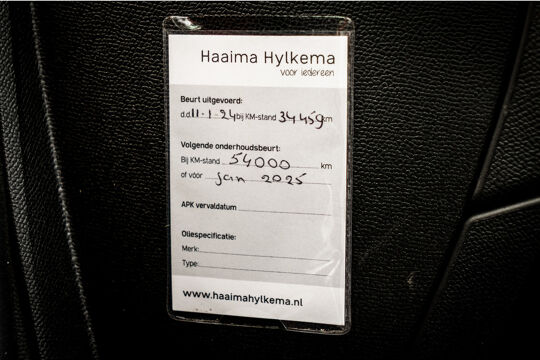 Haaima Hylkema
voor iedereen
Beurt uitgevoerd:
d.d. 11-1-24 bij KM-stand 34459 km
Volgende onderhoudsbeurt:
Bij KM-stand 54000 km
of vóór jan 2025
APK vervaldatum
Oliespecificatie:
Merk:
Type:
www.haaimahylkema.nl